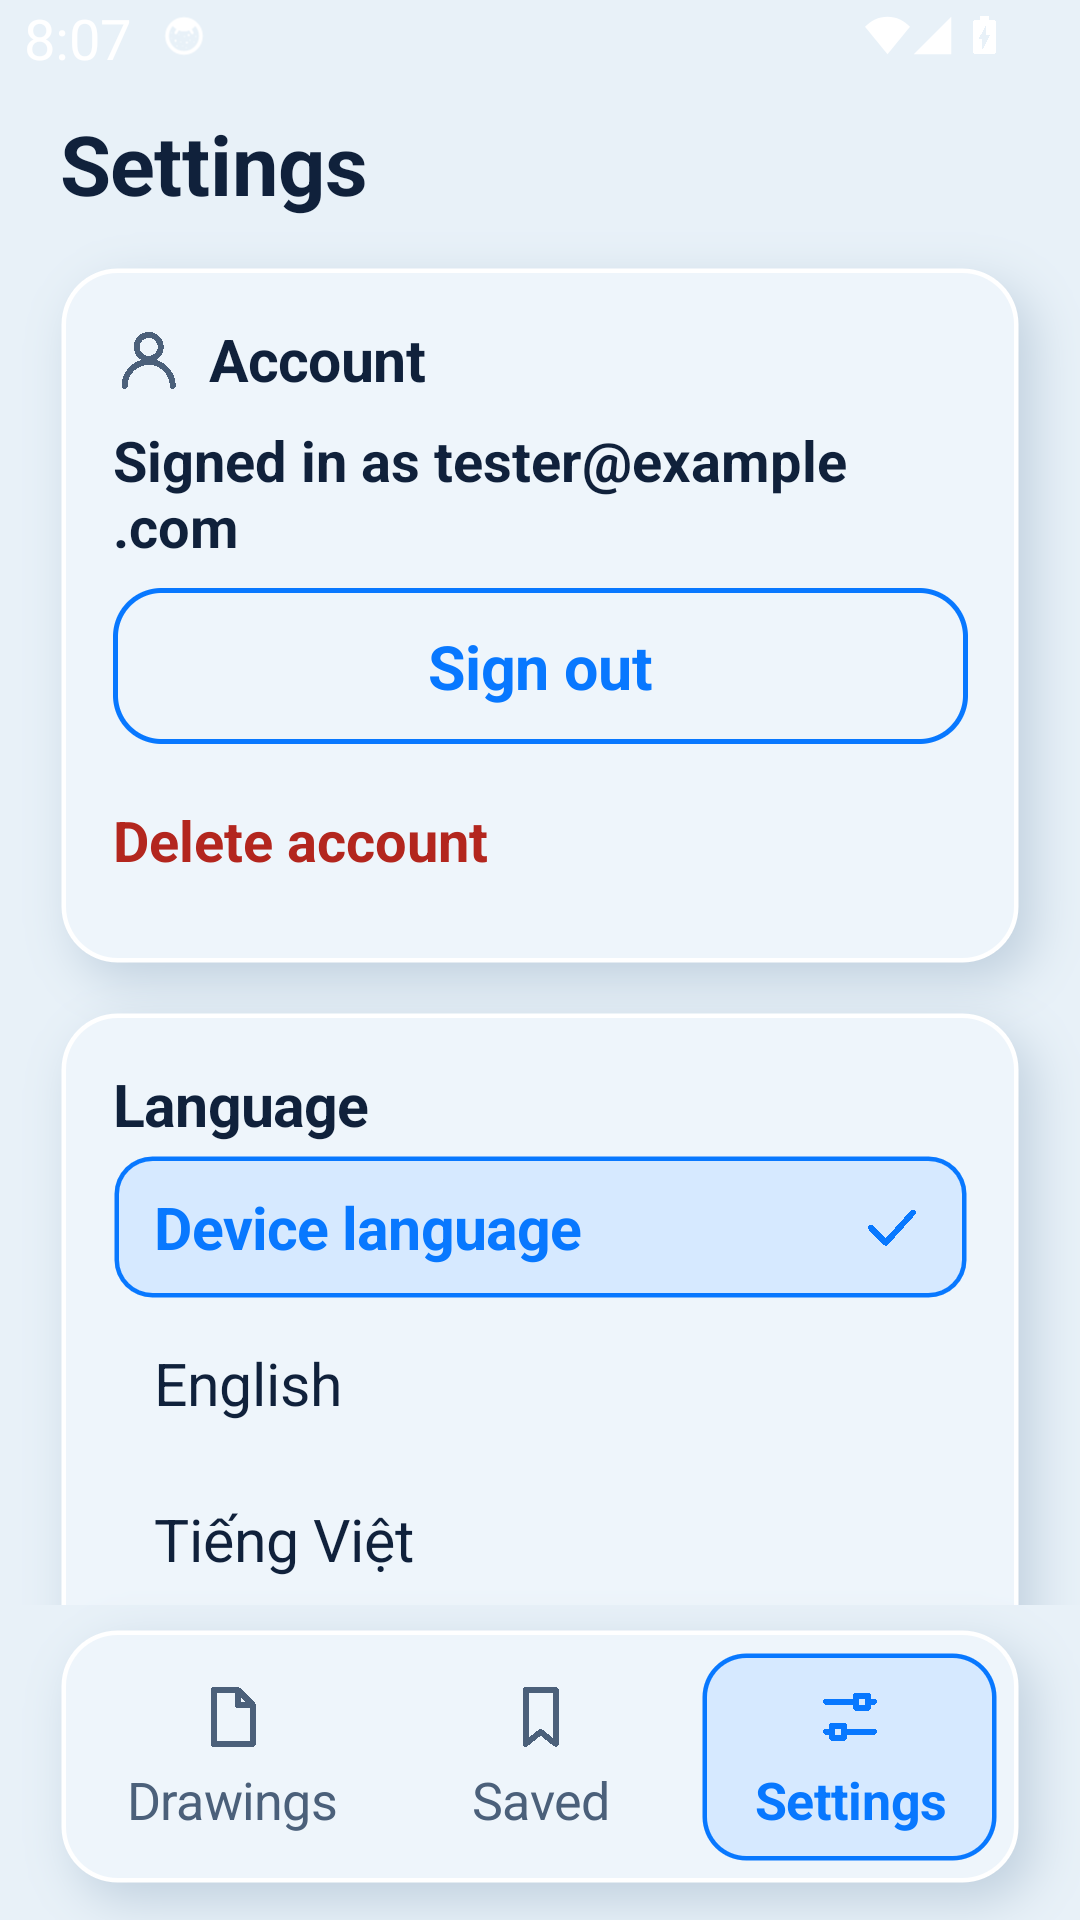 8:07
Settings
Account
Signed in as tester@example
.com
Sign out
Delete account
Language
Device language
English
Tiếng Việt
Drawings
Saved
Settings